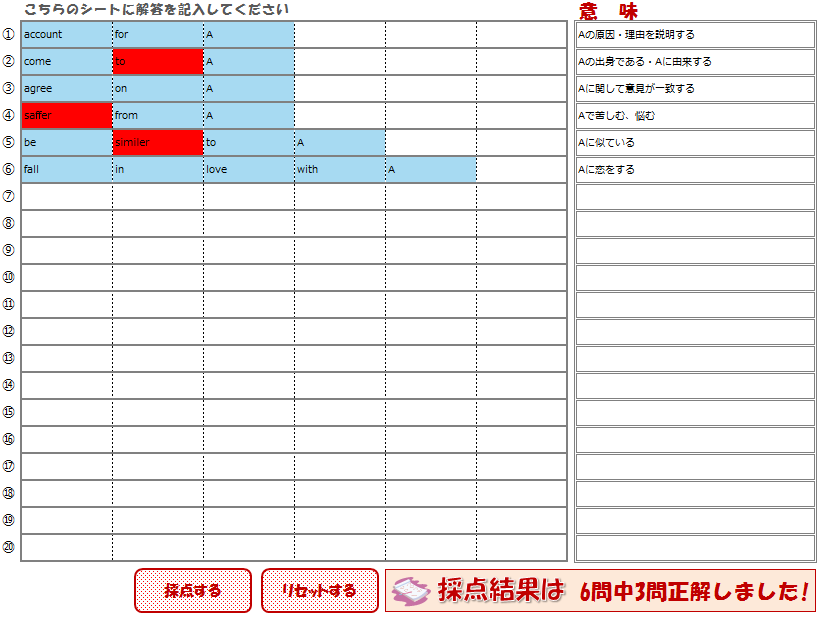 こちらのシートに解答を記入してください
意 味
① account for A Aの原因・理由を説明する
② come to A Aの出身である・Aに由来する
③ agree on A Aに関して意見が一致する
④ saffer from A Aで苦しむ、悩む
⑤ be similer to A Aに似ている
⑥ fall in love with A Aに恋をする
⑦
⑧
⑨
⑩
⑪
⑫
⑬
⑭
⑮
⑯
⑰
⑱
⑲
⑳
採点する リセットする 採点結果は 6問中3問正解しました!